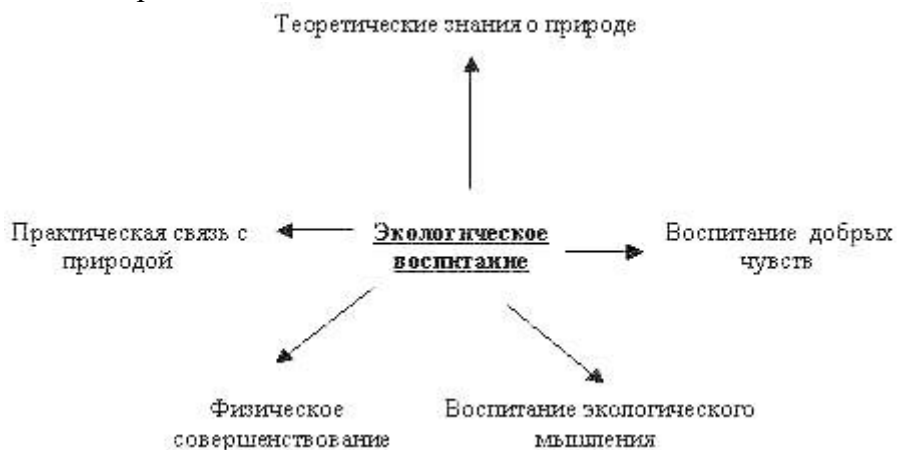 Теоретические знания о природе
Практическая связь с
природой
Экологическое
воспитание
Воспитание добрых
чувств
Физическое
совершенствование
Воспитание экологического
мышления